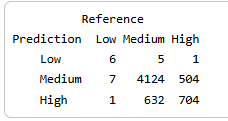 Reference
Prediction Low Medium High
Low 6 5 1
Medium 7 4124 504
High 1 632 704